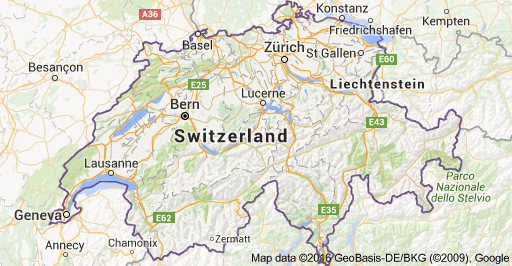 A36
Konstanz
Kempten
Friedrichshafen
Basel
Zürich
St Gallen
E60
Besançon
E25
Liechtenstein
Lucerne
Bern
E43
Switzerland
Lausanne
Parco
Nazionale
dello Stelvio
Geneva
E62
E35
Zermatt
Chamonix
Annecy
Map data ©2016 GeoBasis-DE/BKG (©2009), Google